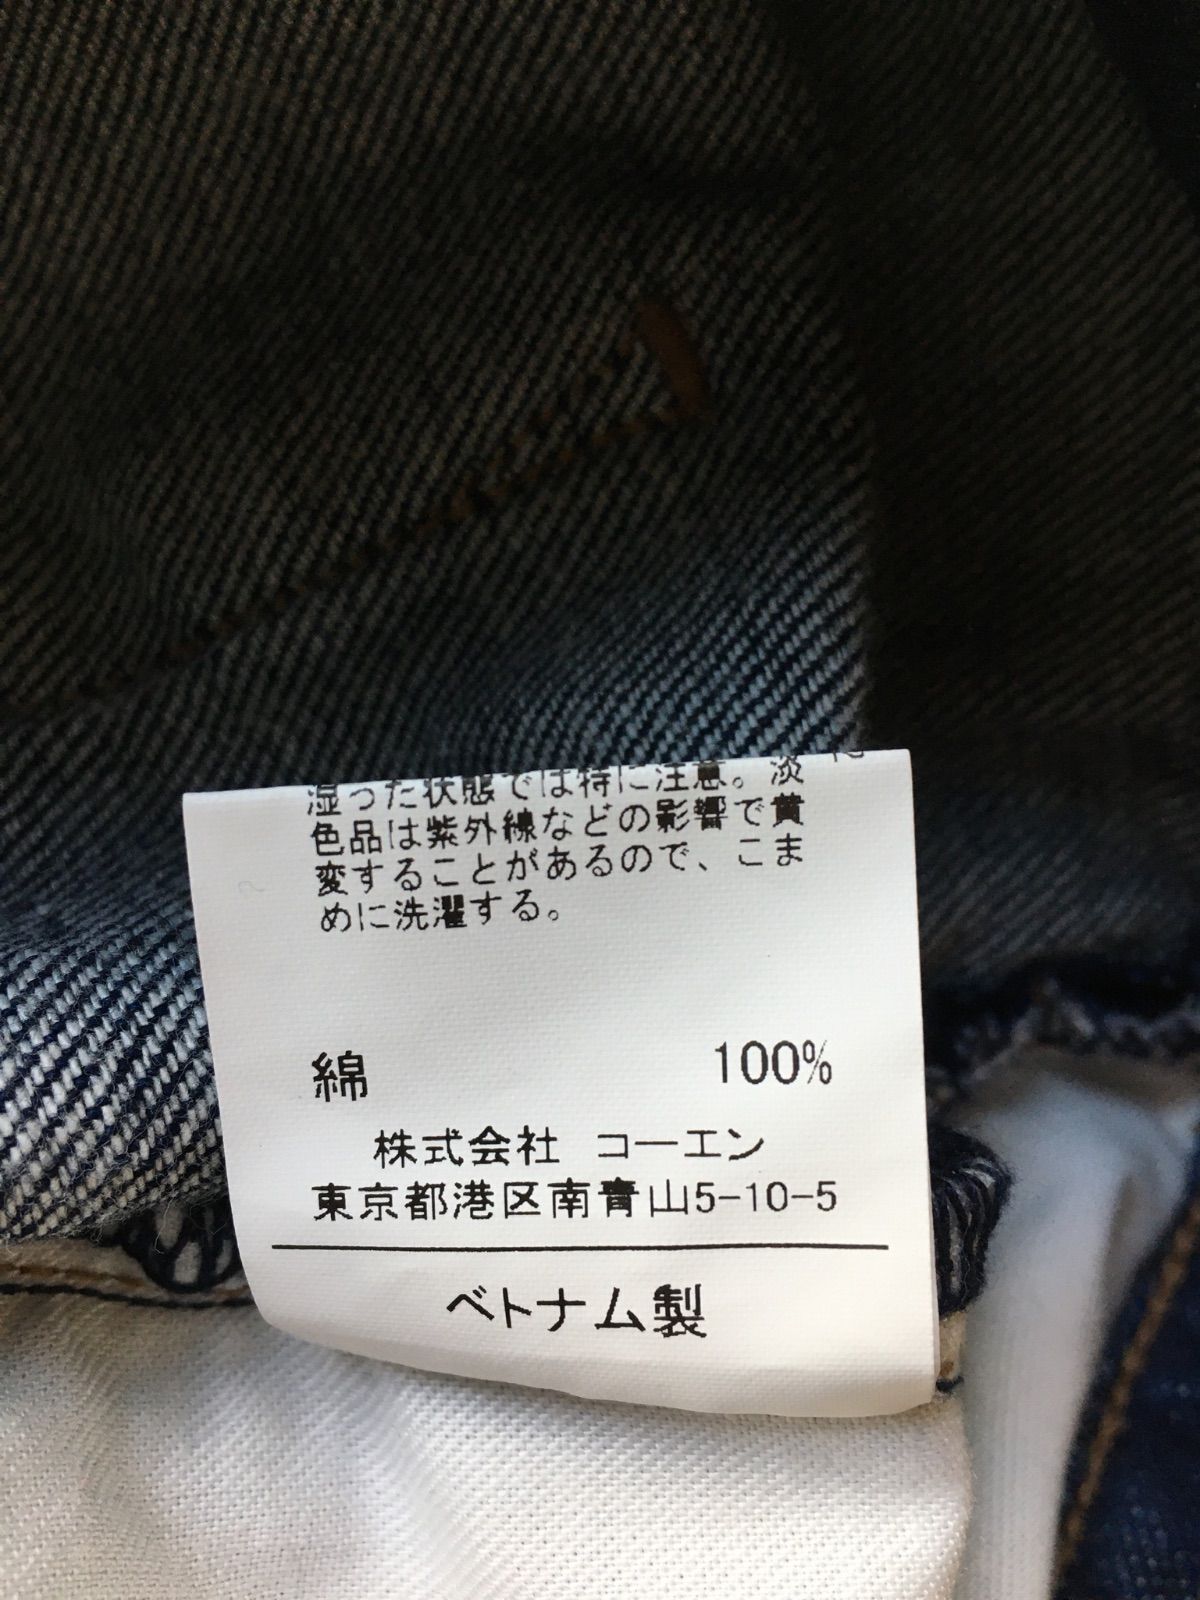 湿った状態では特に注意。淡
色品は紫外線などの影響で黄
変することがあるので、こま
めに洗濯する。
綿 100%
株式会社 コーエン
東京都港区南青山5-10-5
ベトナム製